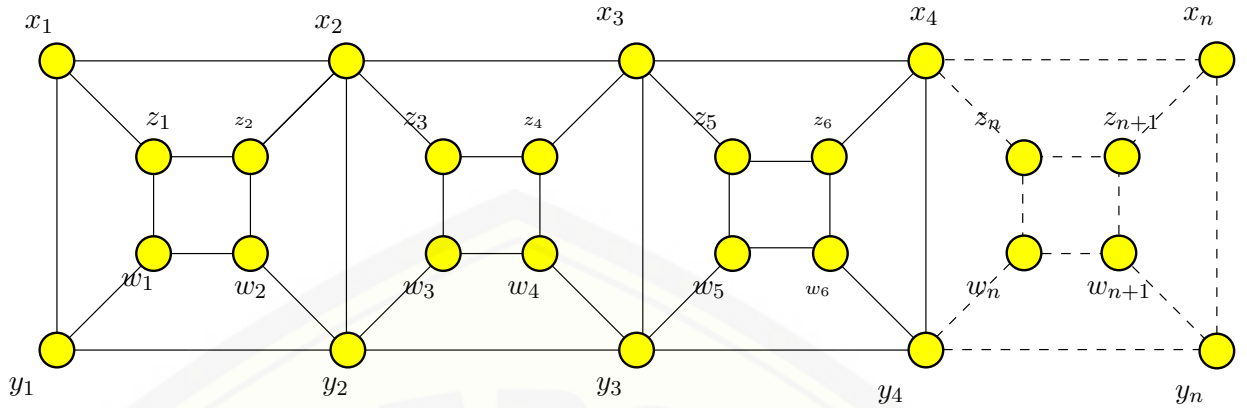 x₁ x₂ x₃ x₄ xₙ
z₁ z₂ z₃ z₄ z₅ z₆ zₙ zₙ₊₁
w₁ w₂ w₃ w₄ w₅ w₆ wₙ wₙ₊₁
y₁ y₂ y₃ y₄ yₙ